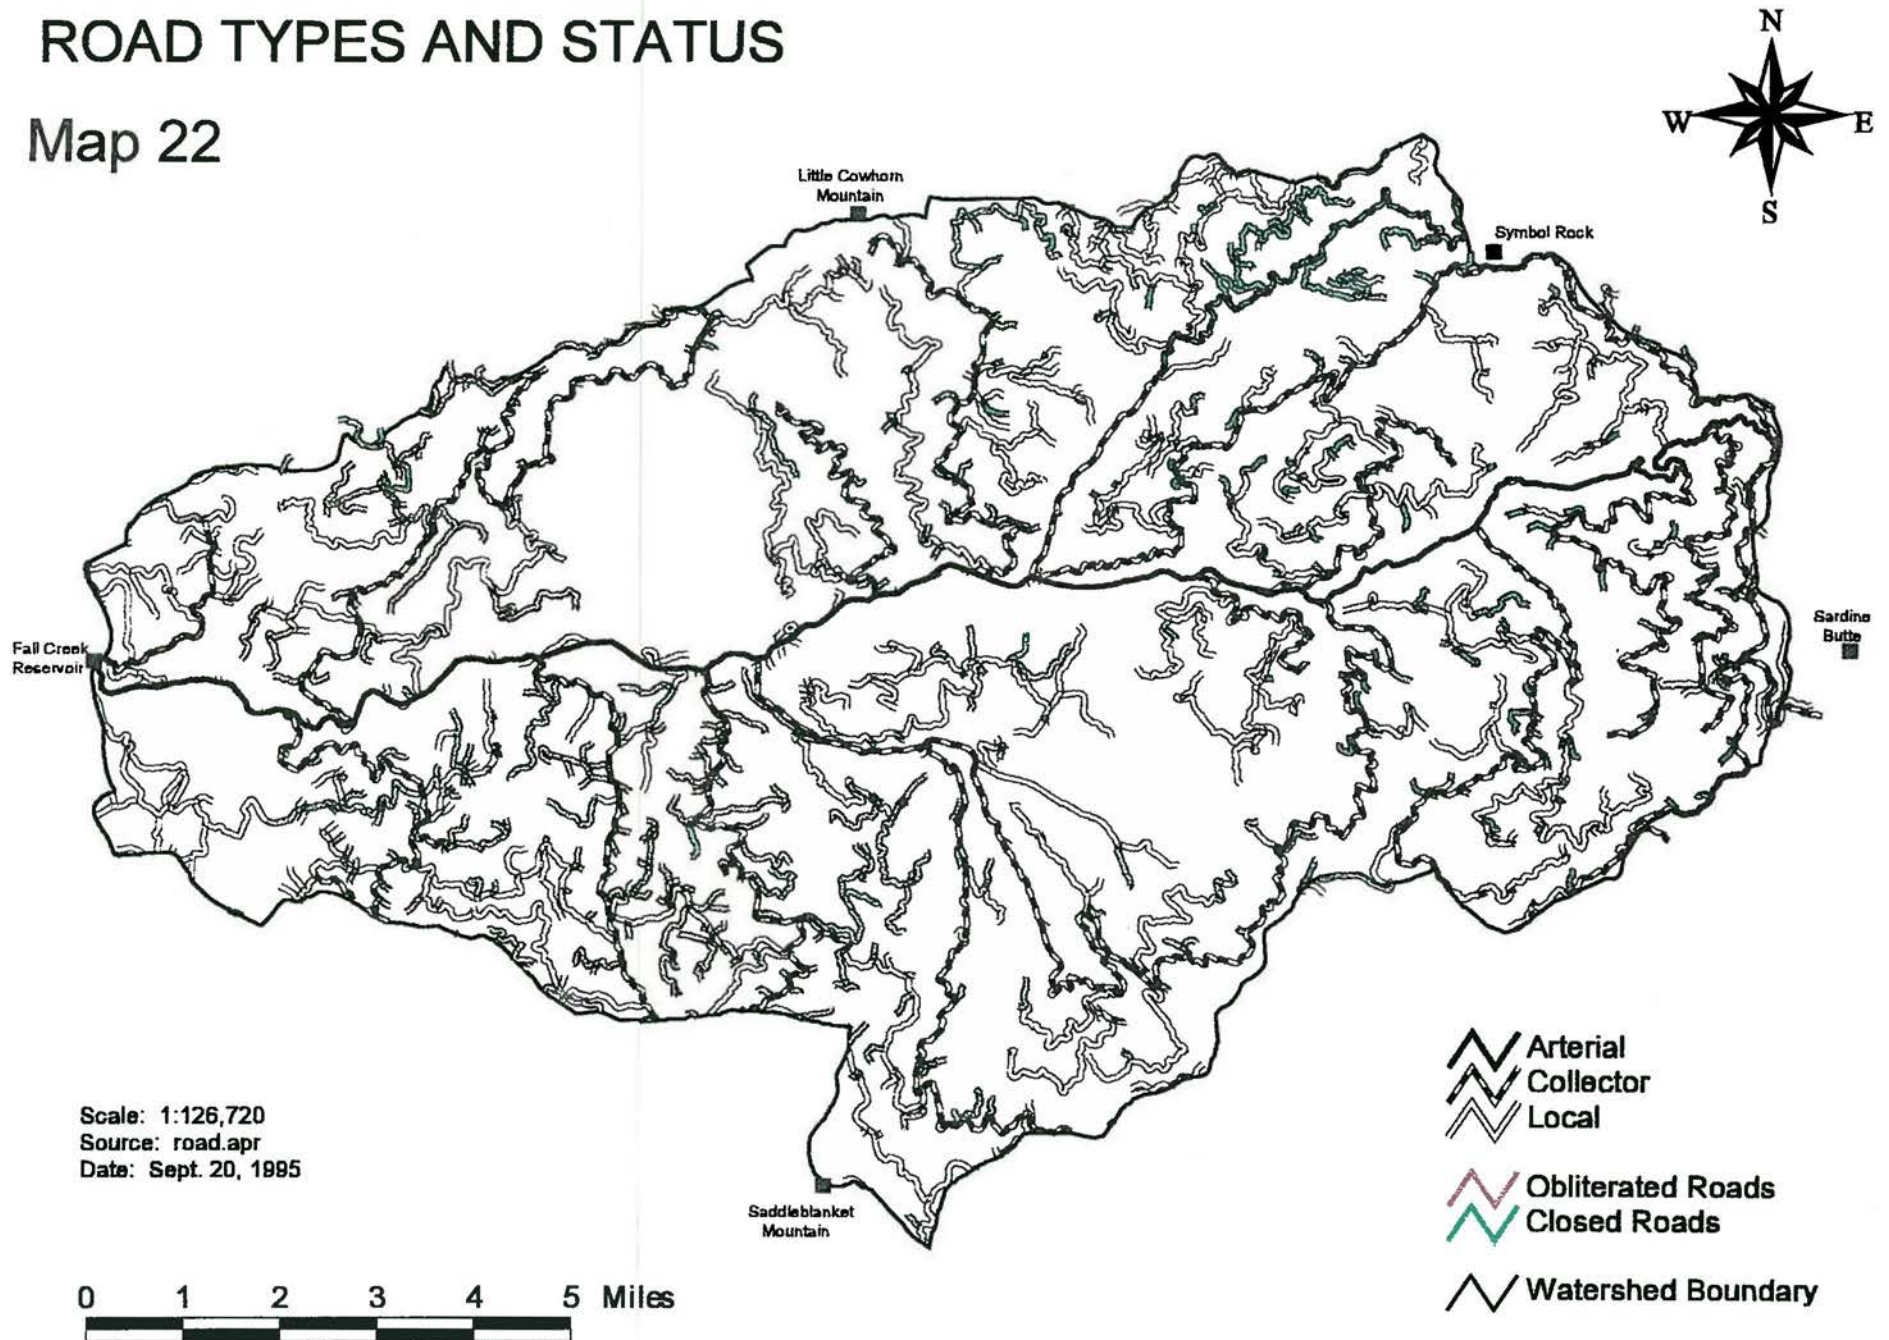 ROAD TYPES AND STATUS
Map 22
N
W
E
S
Little Cowhorn
Mountain
Symbol Rock
Sardine
Butte
Fall Creek
Reservoir
Saddleblanket
Mountain
Scale: 1:126,720
Source: road.apr
Date: Sept. 20, 1995
0 1 2 3 4 5 Miles
Arterial
Collector
Local
Obliterated Roads
Closed Roads
Watershed Boundary